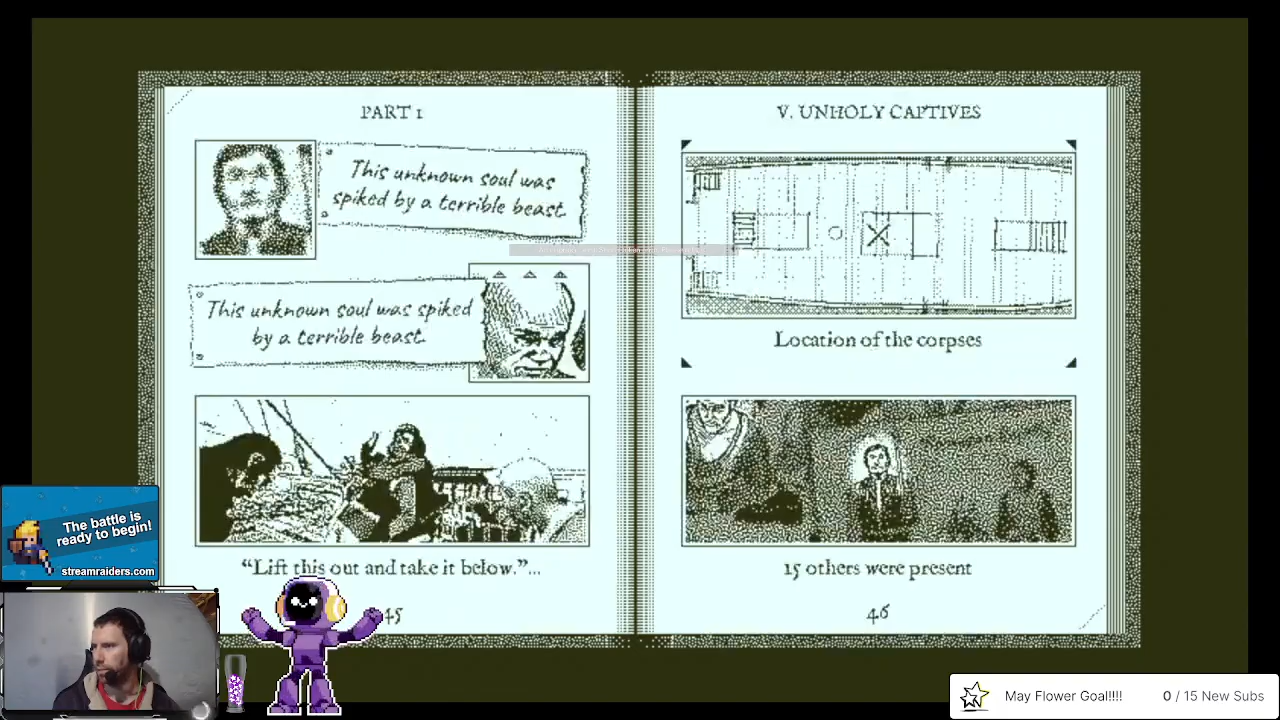 PART 1
This unknown soul was
spiked by a terrible beast.
This unknown soul was spiked
by a terrible beast.
"Lift this out and take it below."...
45
V. UNHOLY CAPTIVES
Location of the corpses
15 others were present
46
The battle is
ready to begin!
streamraiders.com
May Flower Goal!!!! 0 / 15 New Subs